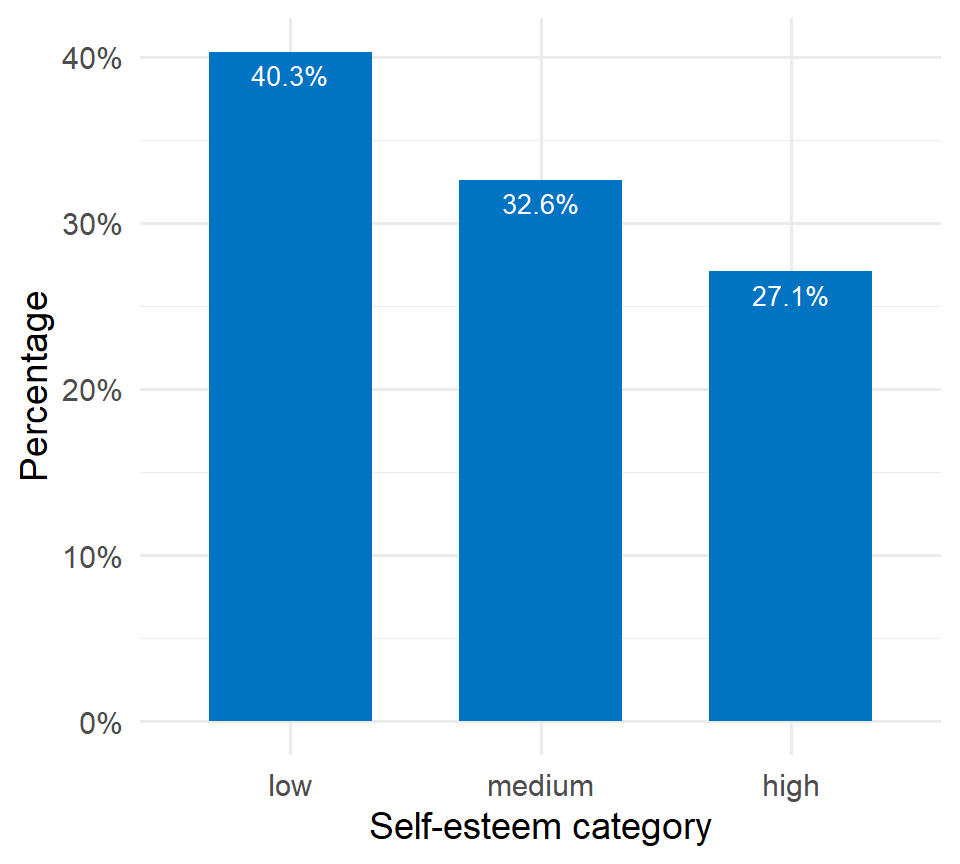 40%
30%
20%
10%
0%
Percentage
40.3%
32.6%
27.1%
low medium high
Self-esteem category